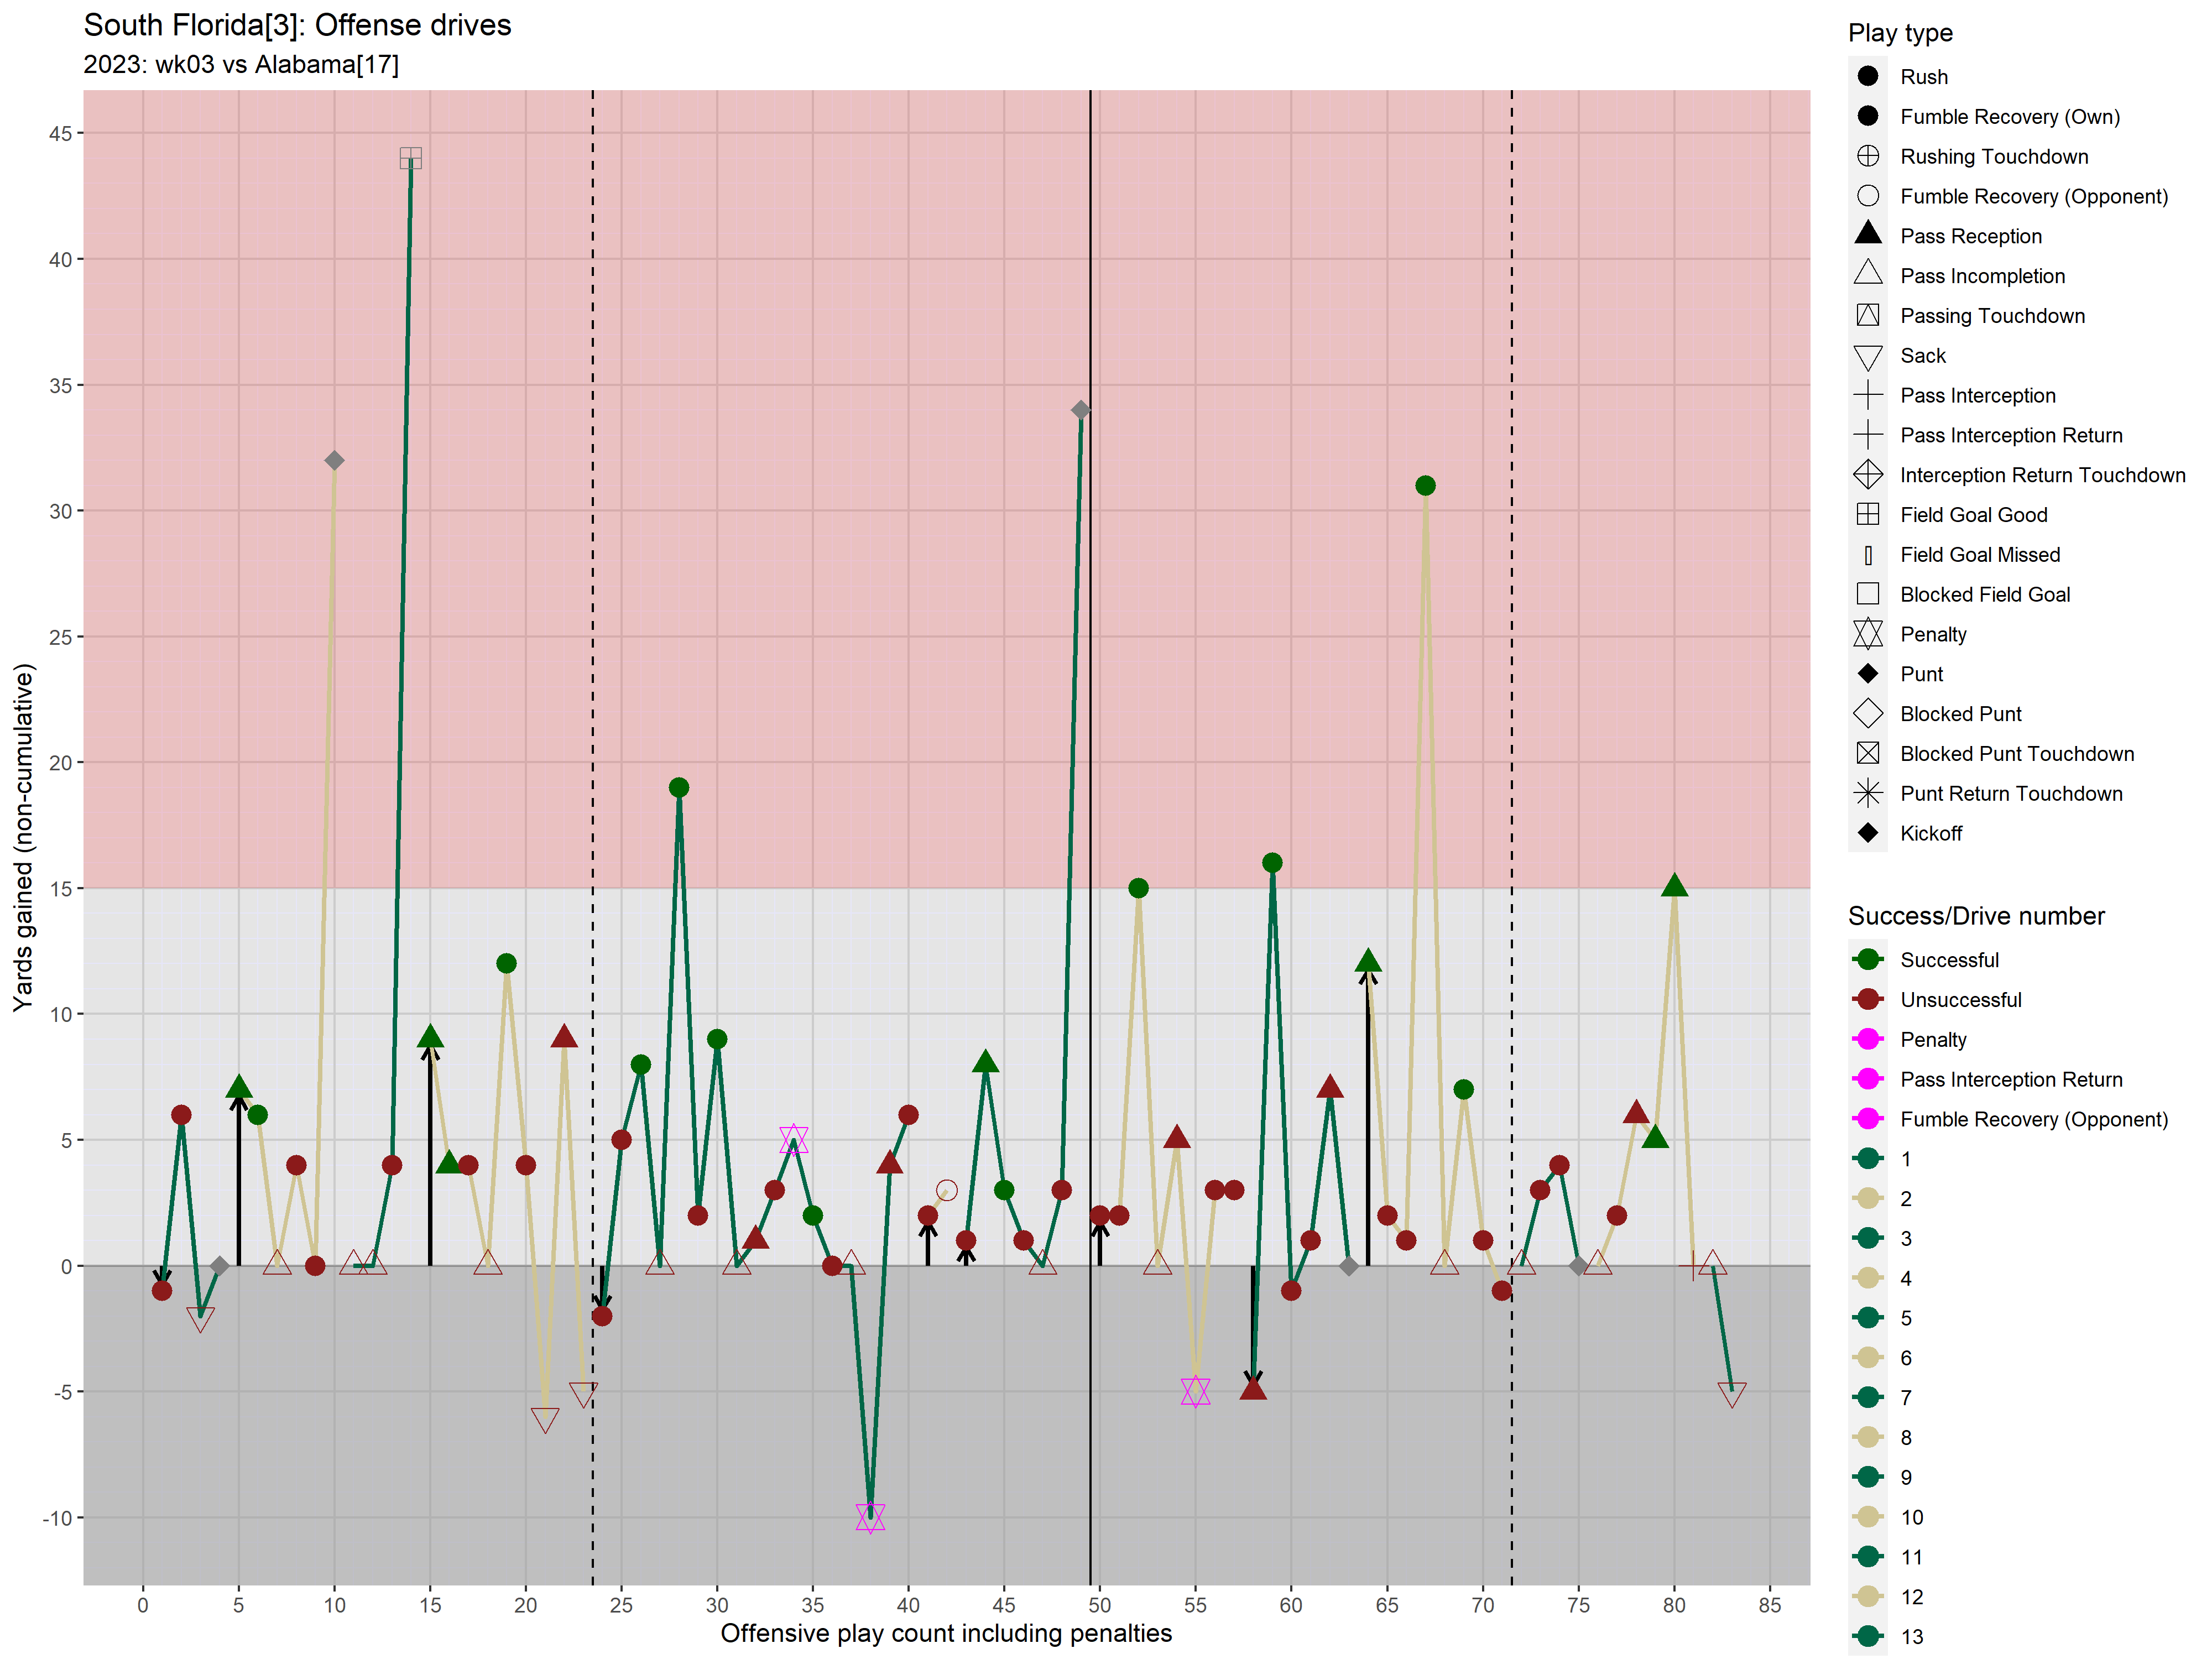 South Florida[3]: Offense drives
2023: wk03 vs Alabama[17]
Yards gained (non-cumulative)
45
40
35
30
25
20
15
10
5
0
-5
-10
0 5 10 15 20 25 30 35 40 45 50 55 60 65 70 75 80 85
Offensive play count including penalties
Play type
Rush
Fumble Recovery (Own)
Rushing Touchdown
Fumble Recovery (Opponent)
Pass Reception
Pass Incompletion
Passing Touchdown
Sack
Pass Interception
Pass Interception Return
Interception Return Touchdown
Field Goal Good
Field Goal Missed
Blocked Field Goal
Penalty
Punt
Blocked Punt
Blocked Punt Touchdown
Punt Return Touchdown
Kickoff
Success/Drive number
Successful
Unsuccessful
Penalty
Pass Interception Return
Fumble Recovery (Opponent)
1
2
3
4
5
6
7
8
9
10
11
12
13